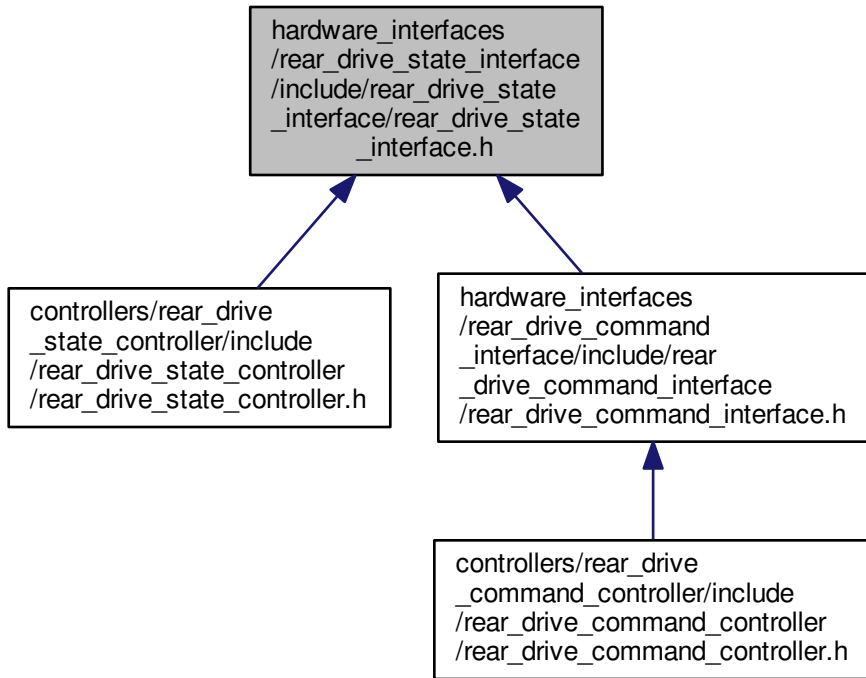 hardware_interfaces
/rear_drive_state_interface
/include/rear_drive_state
_interface/rear_drive_state
_interface.h
controllers/rear_drive
_state_controller/include
/rear_drive_state_controller
/rear_drive_state_controller.h
hardware_interfaces
/rear_drive_command
_interface/include/rear
_drive_command_interface
/rear_drive_command_interface.h
controllers/rear_drive
_command_controller/include
/rear_drive_command_controller
/rear_drive_command_controller.h